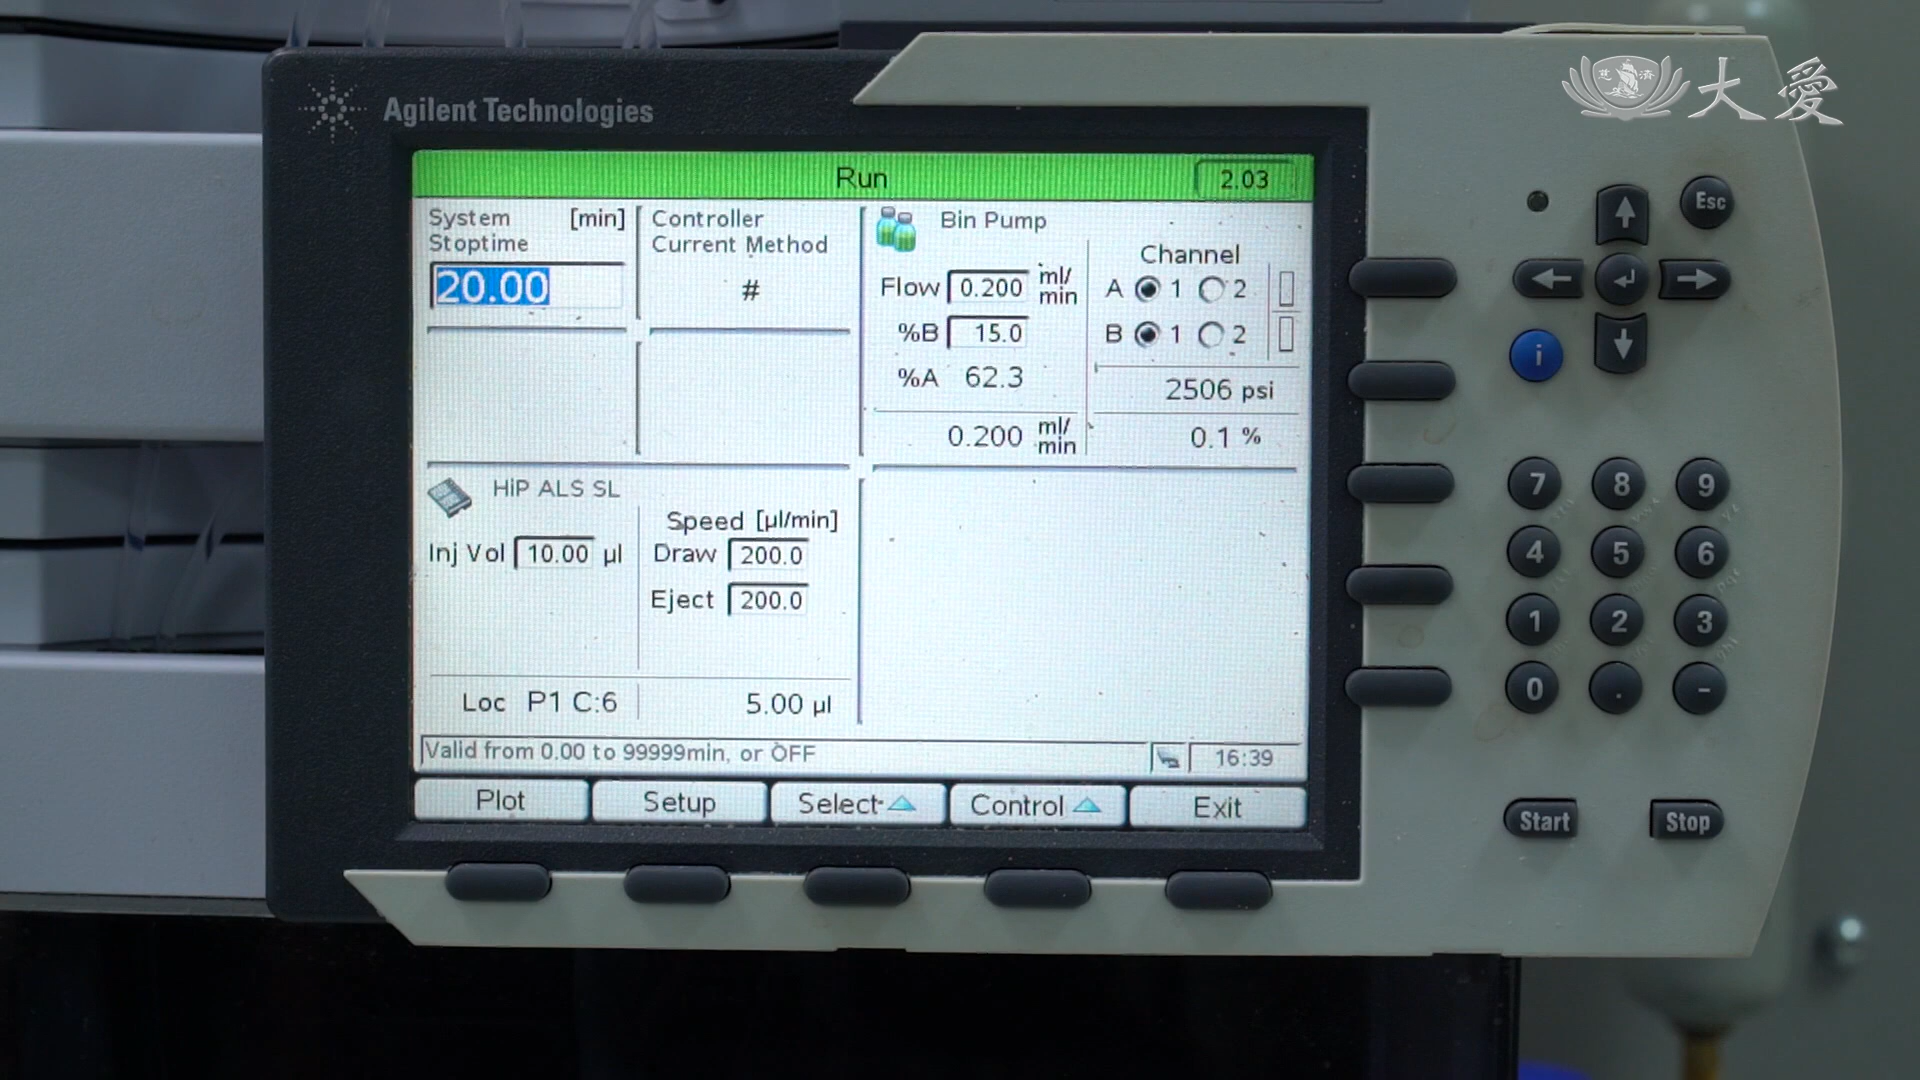 慈濟
大愛
Agilent Technologies
Run
2.03
System [min]
Stoptime
20.00
Controller
Current Method
#
Bin Pump
Flow 0.200 ml/min
%B 15.0
%A 62.3
0.200 ml/min
Channel
A 1 2
B 1 2
2506 psi
0.1 %
HiP ALS SL
Inj Vol 10.00 µl
Speed [µl/min]
Draw 200.0
Eject 200.0
Loc P1 C:6
5.00 µl
Valid from 0.00 to 99999min, or OFF
16:39
Plot
Setup
Select
Control
Exit
Esc
i
7 8 9
4 5 6
1 2 3
0 . -
Start
Stop